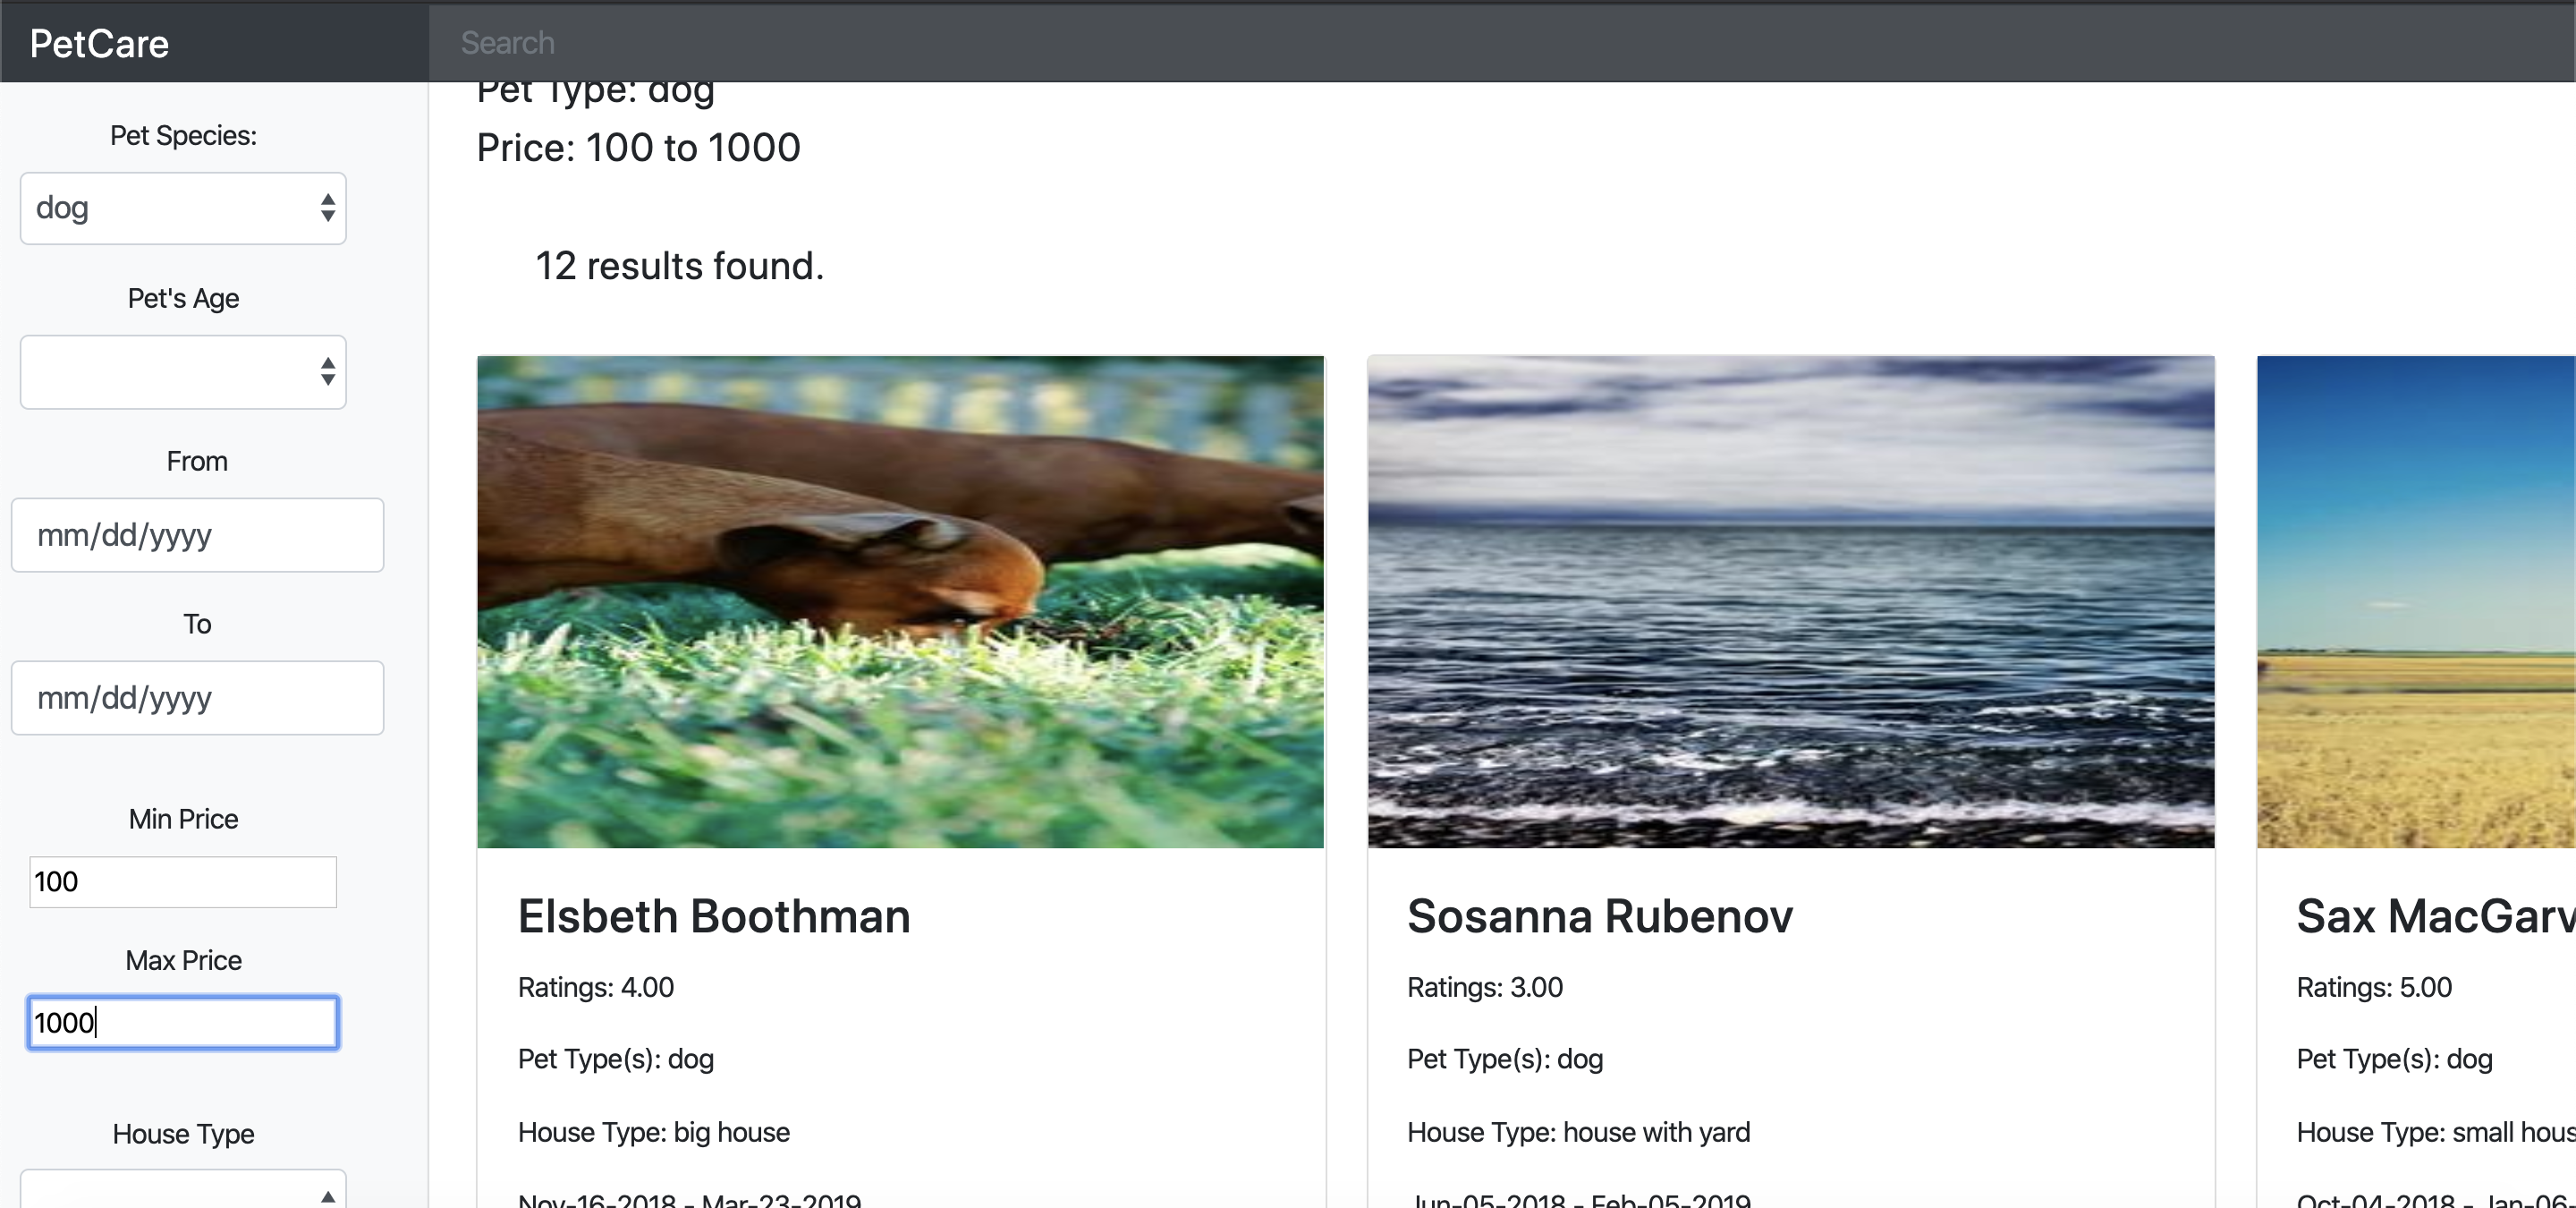 PetCare
Search
Pet Species:
dog
Pet's Age
From
mm/dd/yyyy
To
mm/dd/yyyy
Min Price
100
Max Price
1000
House Type
Pet Type: dog
Price: 100 to 1000
12 results found.
Elsbeth Boothman
Ratings: 4.00
Pet Type(s): dog
House Type: big house
Nov-16-2018 - Mar-23-2019
Sosanna Rubenov
Ratings: 3.00
Pet Type(s): dog
House Type: house with yard
Jun-05-2018 - Feb-05-2019
Sax MacGarv
Ratings: 5.00
Pet Type(s): dog
House Type: small hous
Oct-04-2018 - Jan-06-